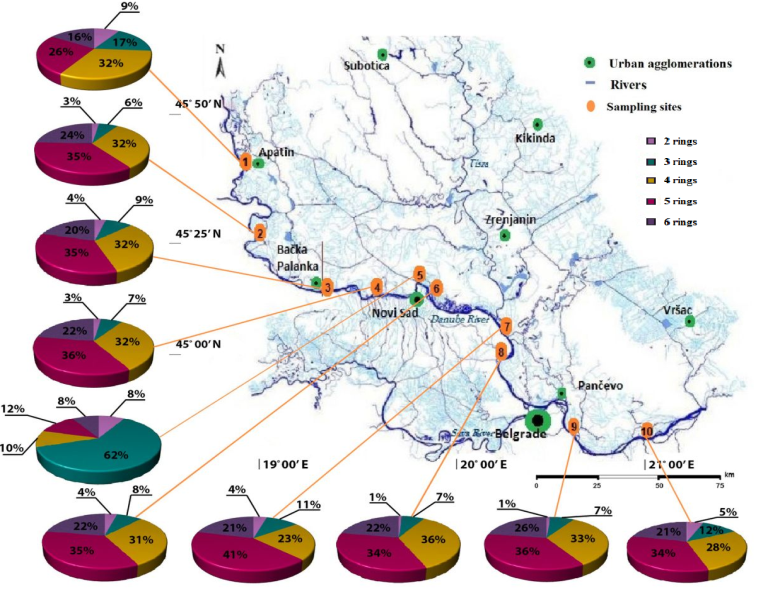 9%
16%
17%
26%
32%
3%
6%
24%
32%
35%
4%
9%
20%
32%
35%
3%
7%
22%
32%
36%
12%
8%
8%
10%
62%
4%
8%
22%
31%
35%
4%
11%
21%
23%
41%
1%
7%
22%
36%
34%
1%
7%
26%
33%
36%
5%
21%
12%
28%
34%
N
45°50′N
45°25′N
45°00′N
Subotica
Kikinda
Apatin
Tisza
Zrenjanin
Bačka
Palanka
Novi Sad
Danube River
Vršac
Pančevo
Sava River
Belgrade
1
2
3
4
5
6
7
8
9
10
19°00′E
20°00′E
21°00′E
km
0
25
50
75
Urban agglomerations
Rivers
Sampling sites
2 rings
3 rings
4 rings
5 rings
6 rings